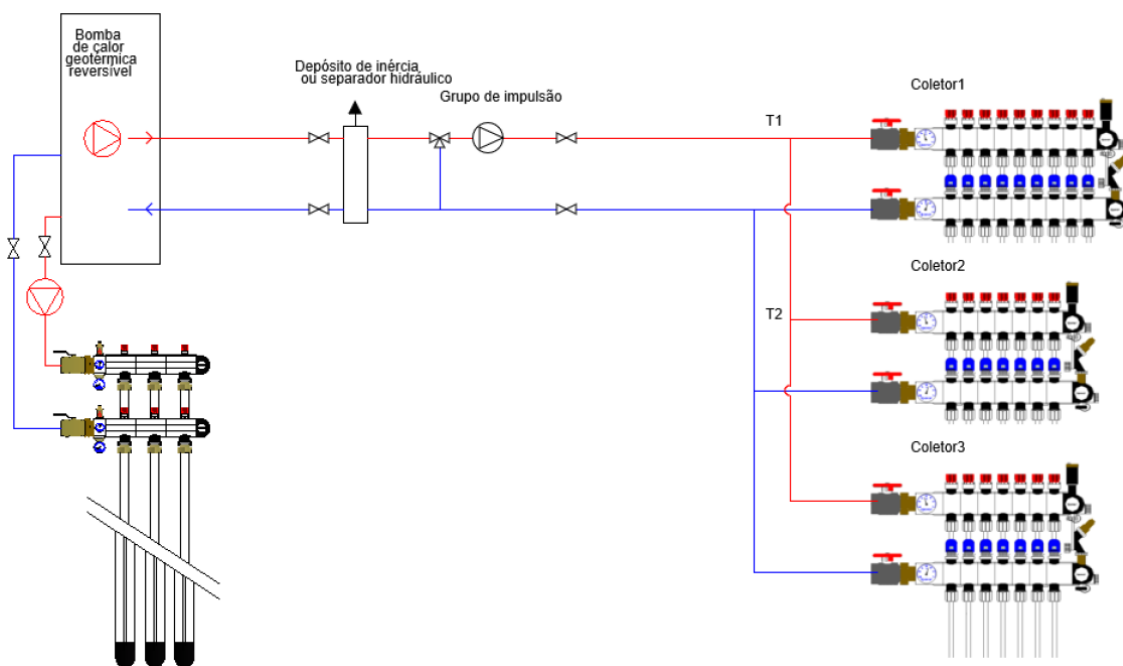 Bomba
de calor
geotérmica
reversível
Depósito de inércia
ou separador hidráulico
Grupo de impulsão
T1
Coletor1
Coletor2
T2
Coletor3